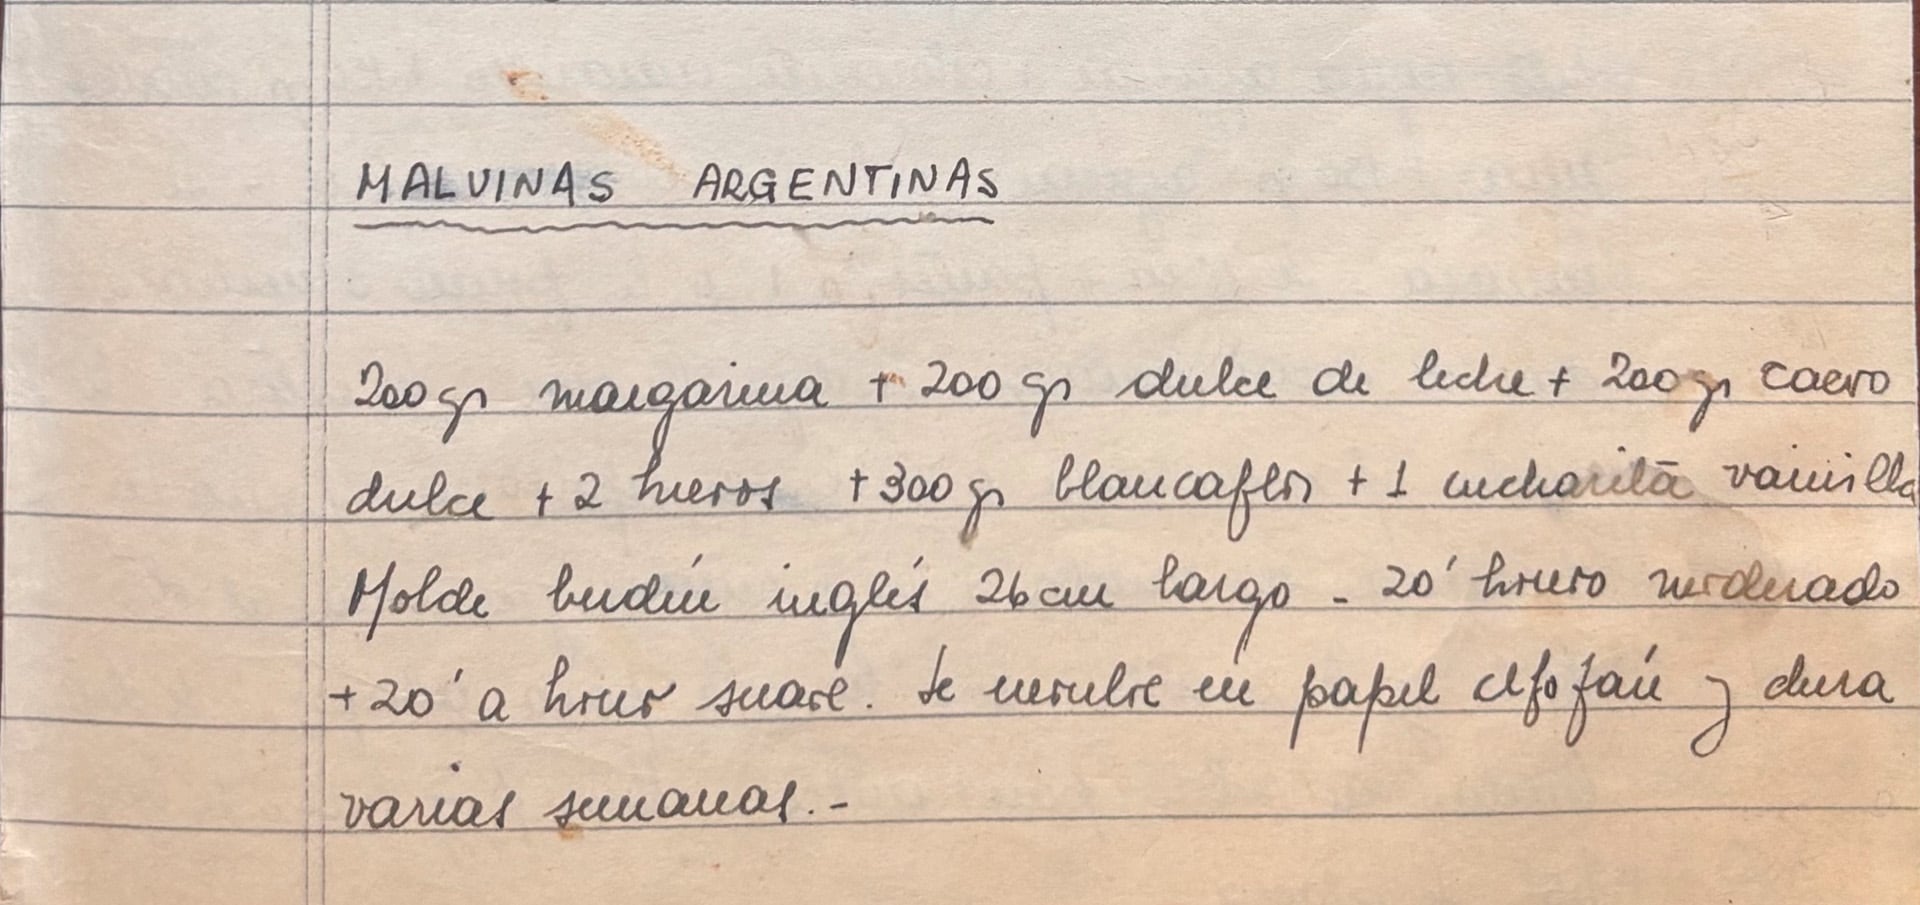 MALVINAS ARGENTINAS
200 gr margarina + 200 gr dulce de leche + 200 gr cacao
dulce + 2 huevos + 300 gr blancaflor + 1 cucharita vainilla
Molde budín inglés 26 cm largo - 20' horno moderado
+ 20' a horno suave. Se envuelve en papel celofán y dura
varias semanas.-